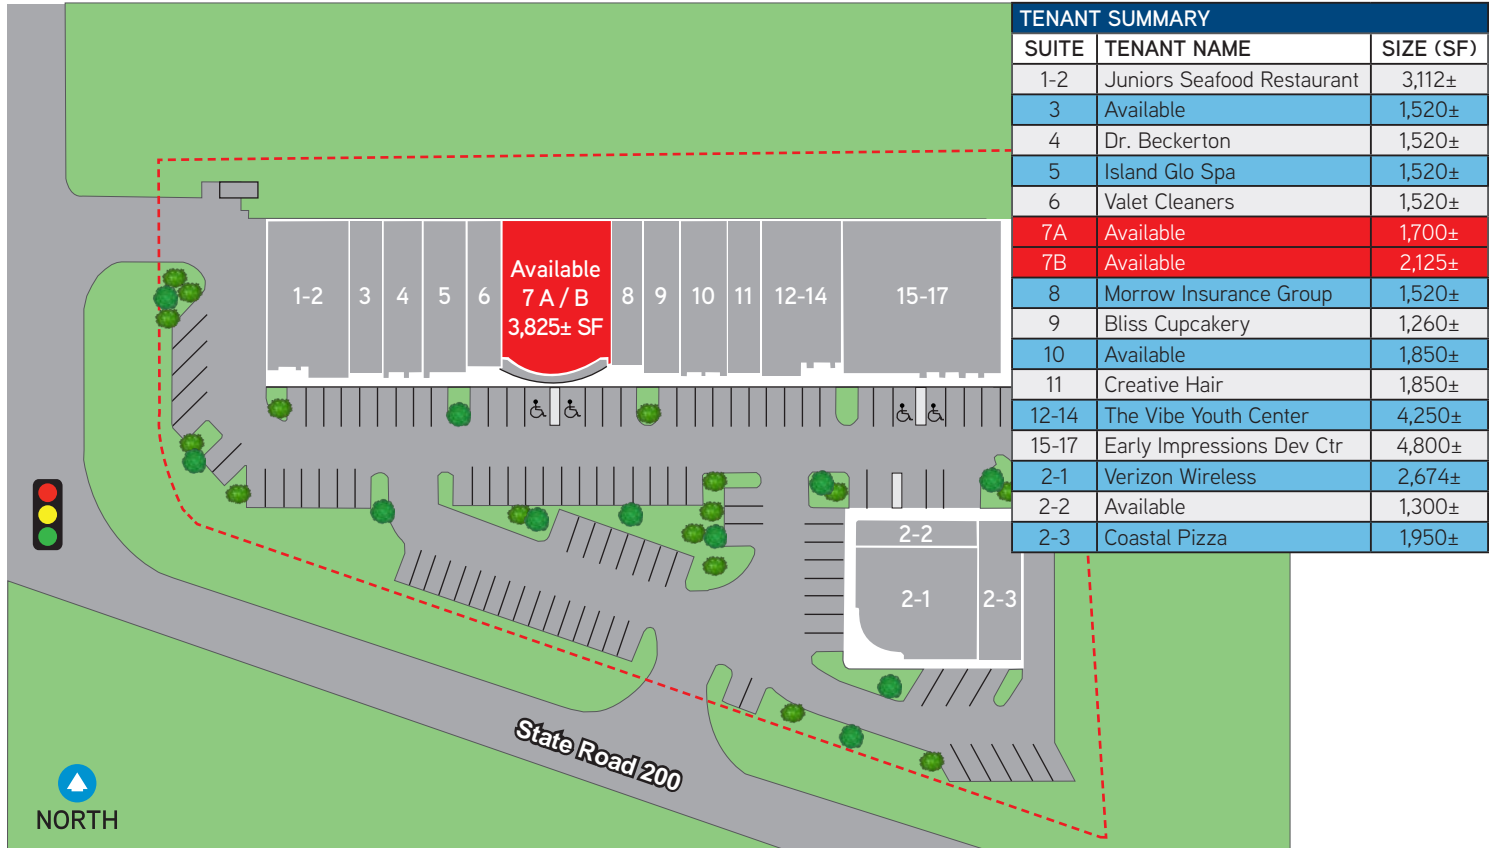 TENANT SUMMARY
SUITE TENANT NAME SIZE (SF)
1-2 Juniors Seafood Restaurant 3,112±
3 Available 1,520±
4 Dr. Beckerton 1,520±
5 Island Glo Spa 1,520±
6 Valet Cleaners 1,520±
7A Available 1,700±
7B Available 2,125±
8 Morrow Insurance Group 1,520±
9 Bliss Cupcakery 1,260±
10 Available 1,850±
11 Creative Hair 1,850±
12-14 The Vibe Youth Center 4,250±
15-17 Early Impressions Dev Ctr 4,800±
2-1 Verizon Wireless 2,674±
2-2 Available 1,300±
2-3 Coastal Pizza 1,950±
Available
7 A / B
3,825± SF
1-2 3 4 5 6 8 9 10 11 12-14 15-17
2-2
2-1 2-3
State Road 200
NORTH